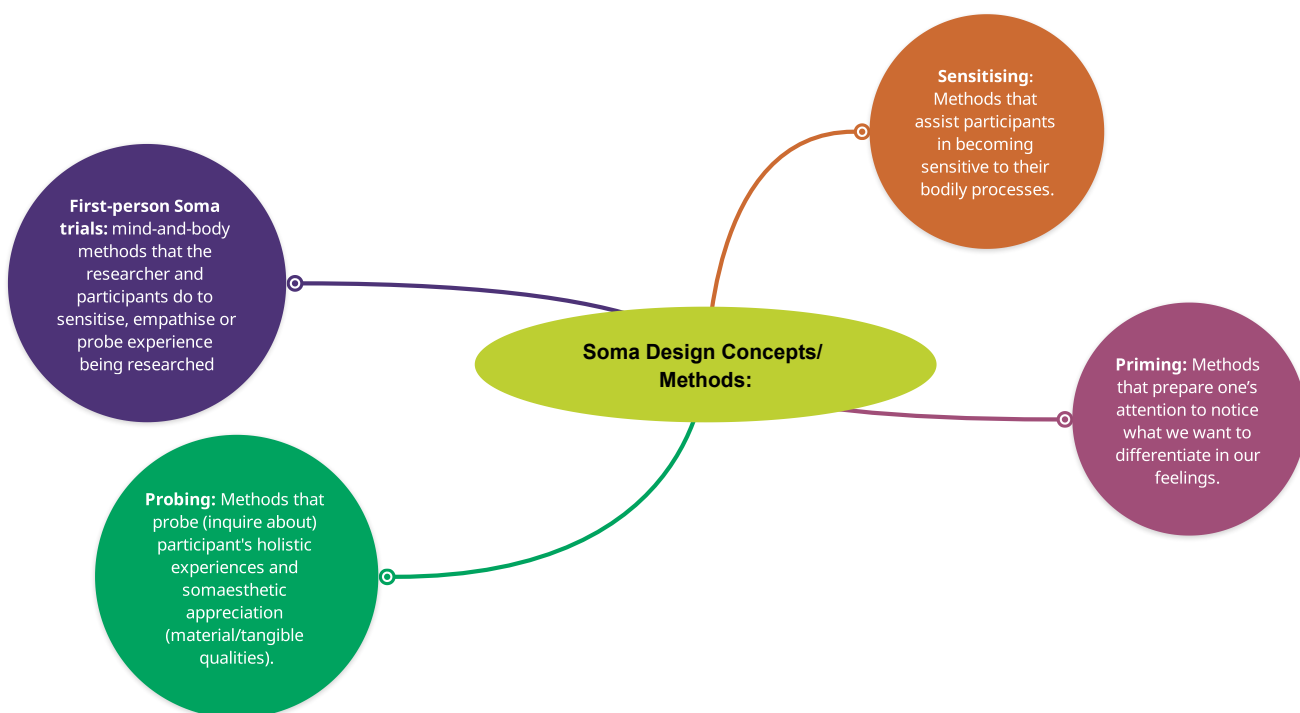 Sensitising:
Methods that
assist participants
in becoming
sensitive to their
bodily processes.
First-person Soma
trials: mind-and-body
methods that the
researcher and
participants do to
sensitise, empathise or
probe experience
being researched
Soma Design Concepts/
Methods:
Priming: Methods
that prepare one’s
attention to notice
what we want to
differentiate in our
feelings.
Probing: Methods that
probe (inquire about)
participant's holistic
experiences and
somaesthetic
appreciation
(material/tangible
qualities).